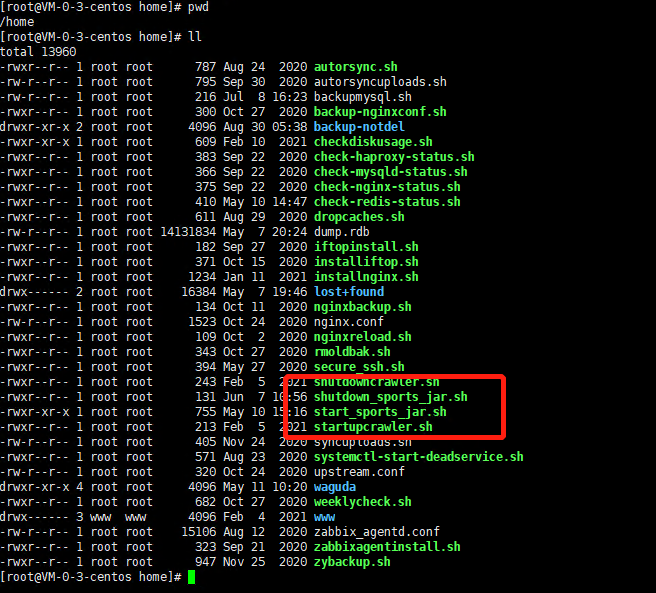 [root@VM-0-3-centos home]# pwd
/home
[root@VM-0-3-centos home]# ll
total 13960
-rwxr--r-- 1 root root      787 Aug 24  2020 autorsync.sh
-rw-r--r-- 1 root root      795 Sep 30  2020 autorsyncuploads.sh
-rw-r--r-- 1 root root      216 Jul  8 16:23 backupmysql.sh
-rwxr--r-- 1 root root      300 Oct 27  2020 backup-nginxconf.sh
drwxr-xr-x 2 root root     4096 Aug 30 05:38 backup-notdel
-rwxr-xr-x 1 root root      609 Feb 10  2021 checkdiskusage.sh
-rwxr--r-- 1 root root      383 Sep 22  2020 check-haproxy-status.sh
-rwxr--r-- 1 root root      366 Sep 22  2020 check-mysqld-status.sh
-rwxr--r-- 1 root root      375 Sep 22  2020 check-nginx-status.sh
-rwxr--r-- 1 root root      410 May 10 14:47 check-redis-status.sh
-rwxr--r-- 1 root root      611 Aug 29  2020 dropcaches.sh
-rw-r--r-- 1 root root 14131834 May  7 20:24 dump.rdb
-rwxr--r-- 1 root root      182 Sep 27  2020 iftopinstall.sh
-rwxr--r-- 1 root root      371 Oct 15  2020 installiftop.sh
-rwxr--r-- 1 root root     1234 Jan 11  2021 installnginx.sh
drwx------ 2 root root    16384 May  7 19:46 lost+found
-rwxr--r-- 1 root root      134 Oct 11  2020 nginxbackup.sh
-rw-r--r-- 1 root root     1523 Oct 24  2020 nginx.conf
-rwxr--r-- 1 root root      109 Oct  2  2020 nginxreload.sh
-rwxr--r-- 1 root root      343 Oct 27  2020 rmoldbak.sh
-rwxr--r-- 1 root root      394 May 27  2020 secure_ssh.sh
-rwxr--r-- 1 root root      243 Feb  5  2021 shutdowncrawler.sh
-rwxr--r-- 1 root root      131 Jun  7 10:56 shutdown_sports_jar.sh
-rwxr-xr-x 1 root root      755 May 10 15:16 start_sports_jar.sh
-rwxr--r-- 1 root root      213 Feb  5  2021 startupcrawler.sh
-rw-r--r-- 1 root root      405 Nov 24  2020 syncuploads.sh
-rwxr--r-- 1 root root      571 Aug 23  2020 systemctl-start-deadservice.sh
-rw-r--r-- 1 root root      320 Oct 24  2020 upstream.conf
drwxr-xr-x 4 root root     4096 May 11 10:20 waguda
-rwxr--r-- 1 root root      682 Oct 27  2020 weeklycheck.sh
drwx------ 3 www  www      4096 Feb  4  2021 www
-rw-r--r-- 1 root root    15106 Aug 12  2020 zabbix_agentd.conf
-rwxr--r-- 1 root root      323 Sep 21  2020 zabbixagentinstall.sh
-rwxr--r-- 1 root root      947 Nov 25  2020 zybackup.sh
[root@VM-0-3-centos home]#